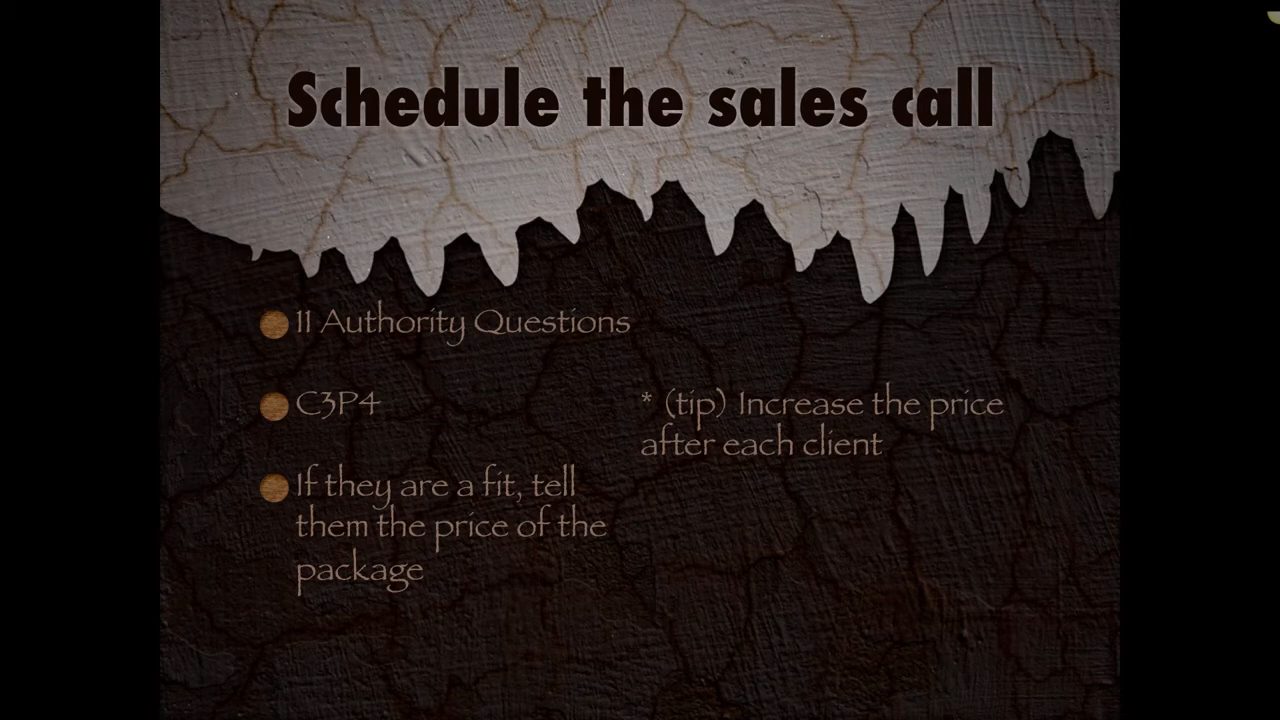 Schedule the sales call
11 Authority Questions
C3P4
If they are a fit, tell
them the price of the
package
* (tip) Increase the price
after each client